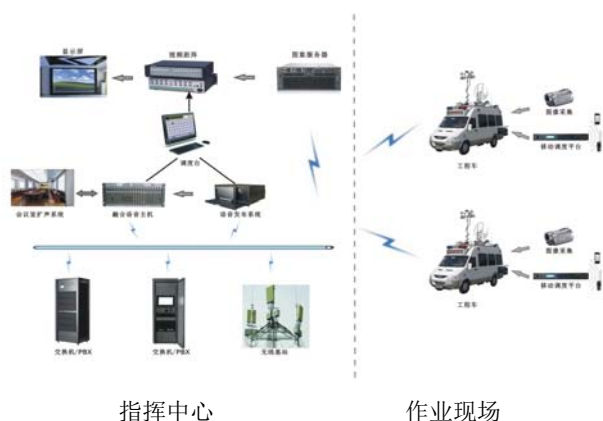 显示屏
视频矩阵
图象服务器
调度台
会议室扩声系统
融合语音主机
语音发布系统
交换机/PBX
交换机/PBX
无线基站
图像采集
移动调度平台
工程车
图像采集
移动调度平台
工程车
指挥中心
作业现场